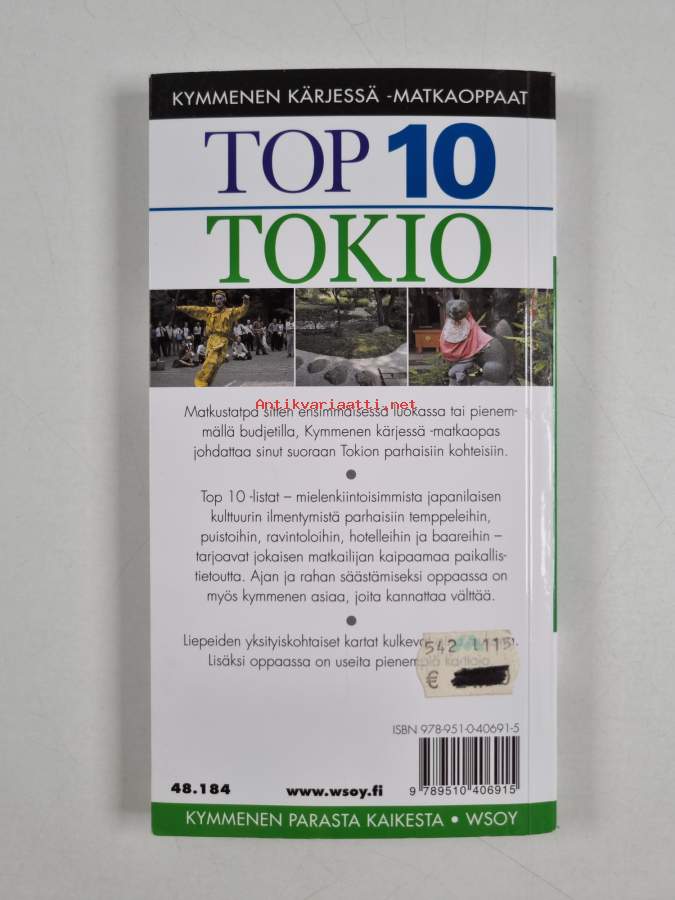 KYMMENEN KÄRJESSÄ -MATKAOPPAAT
TOP 10
TOKIO
Antikvariaatti.net
Matkustatpa sitten ensimmäisessä luokassa tai pienem-
mällä budjetilla, Kymmenen kärjessä -matkaopas
johdattaa sinut suoraan Tokion parhaisiin kohteisiin.
Top 10 -listat – mielenkiintoisimmista japanilaisen
kulttuurin ilmentymistä parhaisiin temppeleihin,
puistoihin, ravintoloihin, hotelleihin ja baareihin –
tarjoavat jokaisen matkailijan kaipaamaa paikallis-
tietoutta. Ajan ja rahan säästämiseksi oppaassa on
myös kymmenen asiaa, joita kannattaa välttää.
Liepeiden yksityiskohtaiset kartat
Lisäksi oppaassa on useita pienempiä karttoja.
542 1115
€
ISBN 978-951-0-40691-5
48.184
www.wsoy.fi
9 789510 406915
KYMMENEN PARASTA KAIKESTA • WSOY